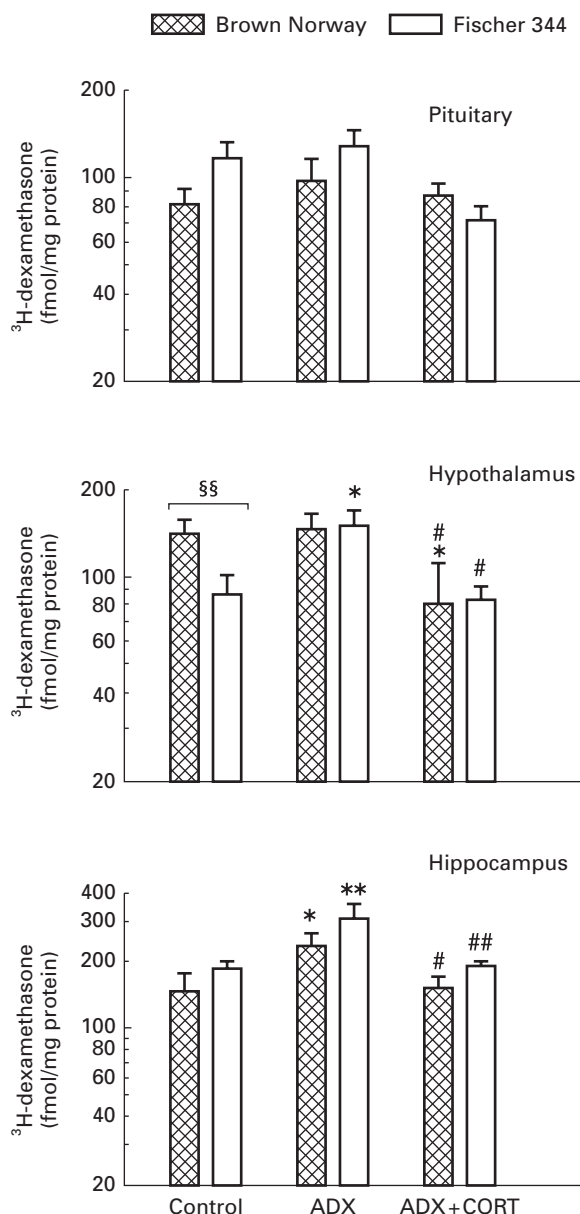 Brown Norway Fischer 344
Pituitary
200
100
80
60
40
20
³H-dexamethasone
(fmol/mg protein)
Hypothalamus
200
100
80
60
40
20
³H-dexamethasone
(fmol/mg protein)
§§
*
#
*
#
Hippocampus
400
300
200
100
80
60
40
20
³H-dexamethasone
(fmol/mg protein)
*
**
#
##
Control ADX ADX+CORT